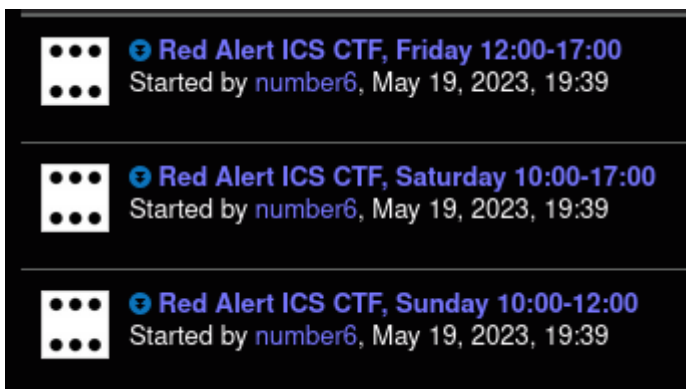 Red Alert ICS CTF, Friday 12:00-17:00
Started by number6, May 19, 2023, 19:39
Red Alert ICS CTF, Saturday 10:00-17:00
Started by number6, May 19, 2023, 19:39
Red Alert ICS CTF, Sunday 10:00-12:00
Started by number6, May 19, 2023, 19:39